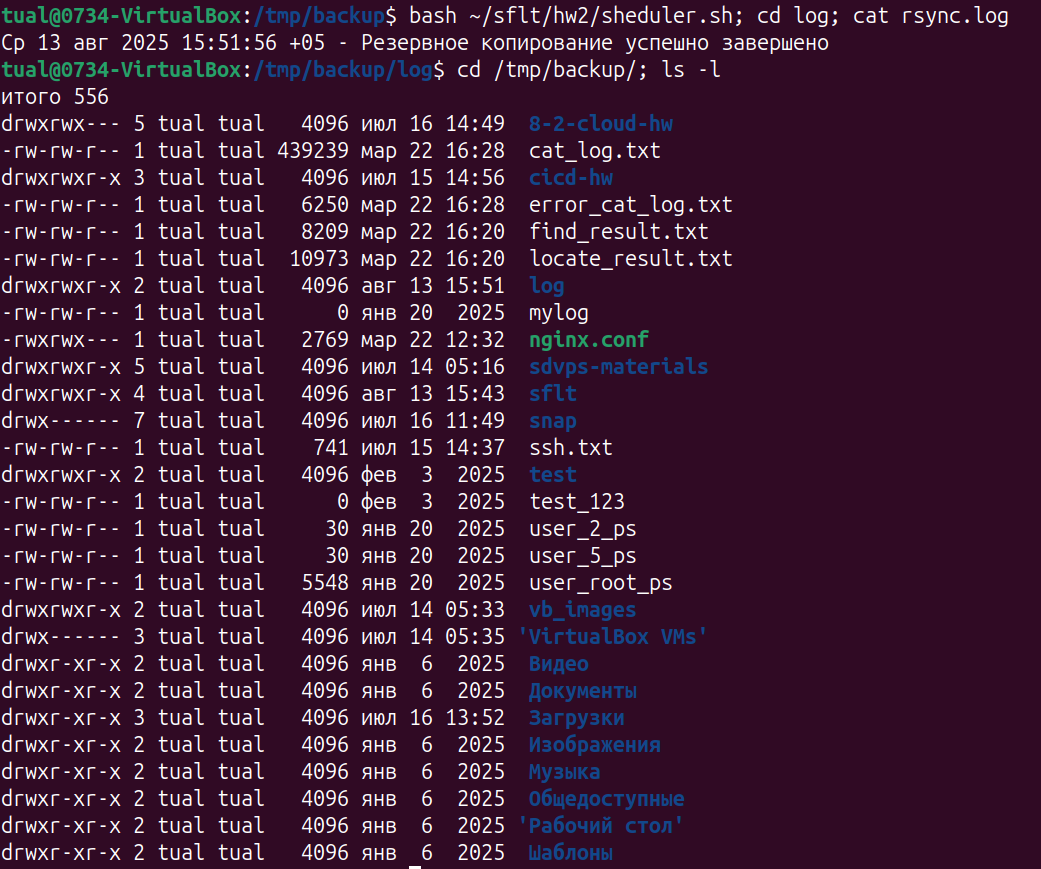 tual@0734-VirtualBox:/tmp/backup$ bash ~/sflt/hw2/sheduler.sh; cd log; cat rsync.log
Ср 13 авг 2025 15:51:56 +05 - Резервное копирование успешно завершено
tual@0734-VirtualBox:/tmp/backup/log$ cd /tmp/backup/; ls -l
итого 556
drwxrwx--- 5 tual tual   4096 июл 16 14:49  8-2-cloud-hw
-rw-rw-r-- 1 tual tual 439239 мар 22 16:28  cat_log.txt
drwxrwxr-x 3 tual tual   4096 июл 15 14:56  cicd-hw
-rw-rw-r-- 1 tual tual   6250 мар 22 16:28  error_cat_log.txt
-rw-rw-r-- 1 tual tual   8209 мар 22 16:20  find_result.txt
-rw-rw-r-- 1 tual tual  10973 мар 22 16:20  locate_result.txt
drwxrwxr-x 2 tual tual   4096 авг 13 15:51  log
-rw-rw-r-- 1 tual tual      0 янв 20  2025  mylog
-rwxrwx--- 1 tual tual   2769 мар 22 12:32  nginx.conf
drwxrwxr-x 5 tual tual   4096 июл 14 05:16  sdvps-materials
drwxrwxr-x 4 tual tual   4096 авг 13 15:43  sflt
drwx------ 7 tual tual   4096 июл 16 11:49  snap
-rw-rw-r-- 1 tual tual    741 июл 15 14:37  ssh.txt
drwxrwxr-x 2 tual tual   4096 фев  3  2025  test
-rw-rw-r-- 1 tual tual      0 фев  3  2025  test_123
-rw-rw-r-- 1 tual tual     30 янв 20  2025  user_2_ps
-rw-rw-r-- 1 tual tual     30 янв 20  2025  user_5_ps
-rw-rw-r-- 1 tual tual   5548 янв 20  2025  user_root_ps
drwxrwxr-x 2 tual tual   4096 июл 14 05:33  vb_images
drwx------ 3 tual tual   4096 июл 14 05:35 'VirtualBox VMs'
drwxr-xr-x 2 tual tual   4096 янв  6  2025  Видео
drwxr-xr-x 2 tual tual   4096 янв  6  2025  Документы
drwxr-xr-x 3 tual tual   4096 июл 16 13:52  Загрузки
drwxr-xr-x 2 tual tual   4096 янв  6  2025  Изображения
drwxr-xr-x 2 tual tual   4096 янв  6  2025  Музыка
drwxr-xr-x 2 tual tual   4096 янв  6  2025  Общедоступные
drwxr-xr-x 2 tual tual   4096 янв  6  2025 'Рабочий стол'
drwxr-xr-x 2 tual tual   4096 янв  6  2025  Шаблоны